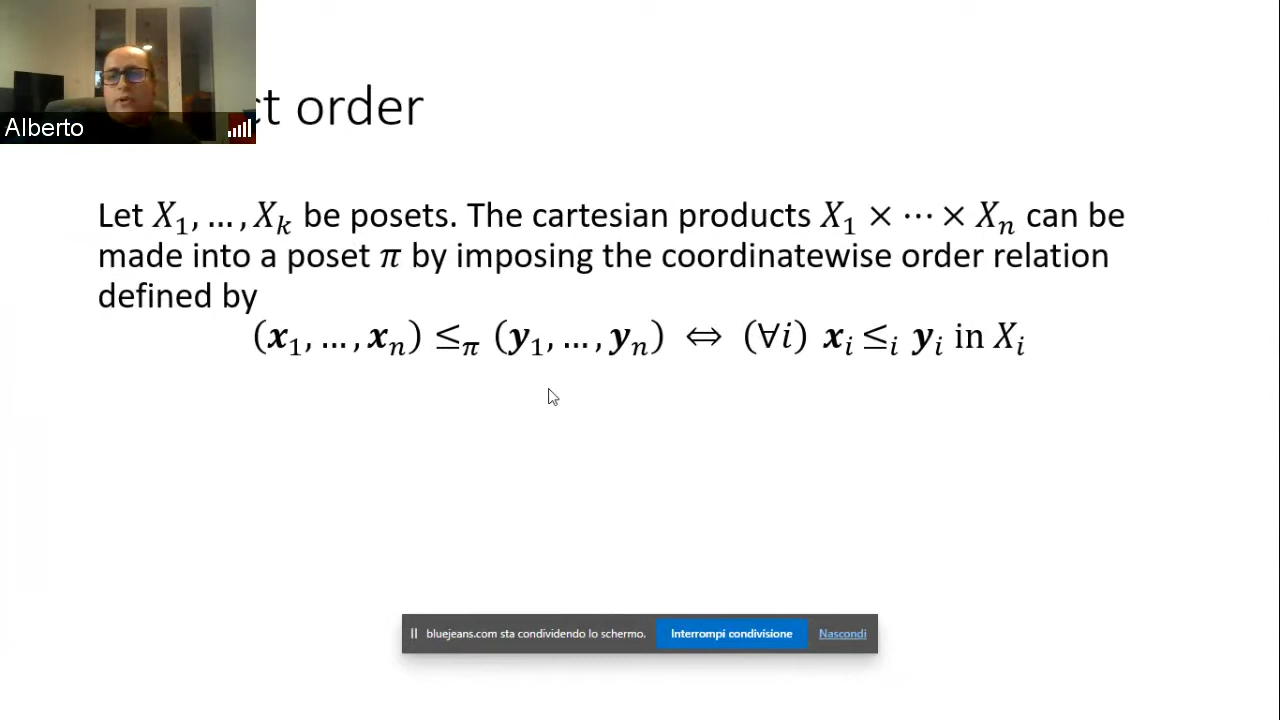 Alberto
ct order
Let X₁, …, Xₖ be posets. The cartesian products X₁ × ⋯ × Xₙ can be
made into a poset π by imposing the coordinatewise order relation
defined by
(𝒙₁, …, 𝒙ₙ) ≤_π (𝒚₁, …, 𝒚ₙ) ⇔ (∀i) 𝒙ᵢ ≤ᵢ 𝒚ᵢ in Xᵢ
bluejeans.com sta condividendo lo schermo. Interrompi condivisione Nascondi